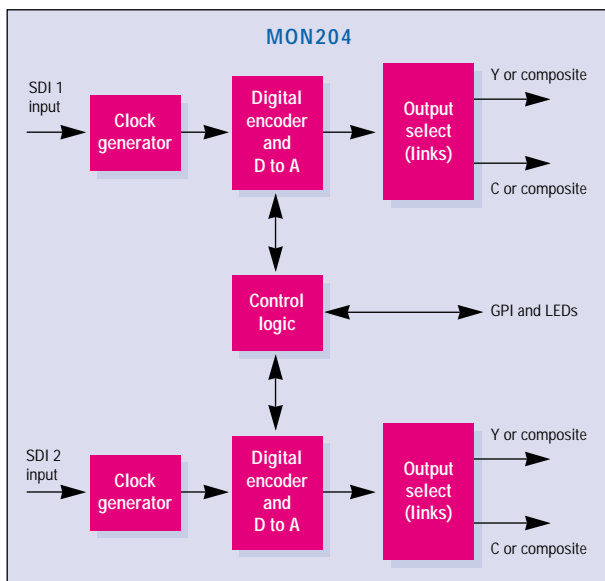 MON204
SDI 1
input
Clock
generator
Digital
encoder
and
D to A
Output
select
(links)
Y or composite
C or composite
Control
logic
GPI and LEDs
SDI 2
input
Clock
generator
Digital
encoder
and
D to A
Output
select
(links)
Y or composite
C or composite